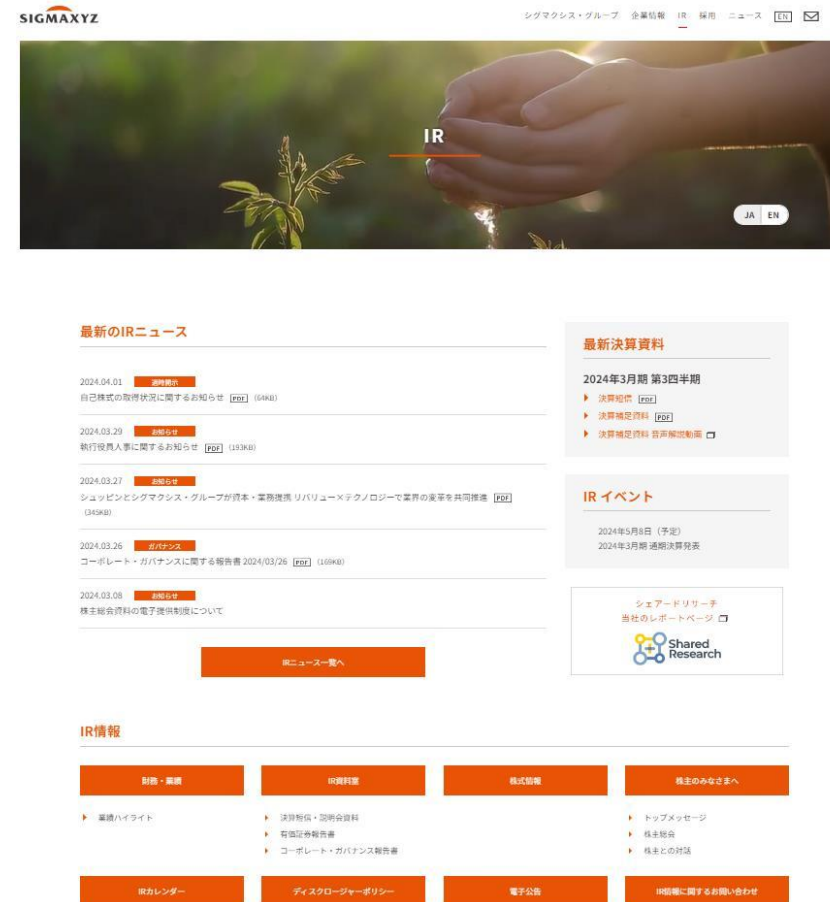 SIGMAXYZ
シグマクシス・グループ 企業情報 IR 採用 ニュース EN
IR
JA EN
最新のIRニュース
2024.04.01 適時開示
自己株式の取得状況に関するお知らせ PDF (64KB)
2024.03.29 お知らせ
執行役員人事に関するお知らせ PDF (193KB)
2024.03.27 お知らせ
シュッピンとシグマクシス・グループが資本・業務提携 リバリュー×テクノロジーで業界の変革を共同推進 PDF
(345KB)
2024.03.26 ガバナンス
コーポレート・ガバナンスに関する報告書 2024/03/26 PDF (169KB)
2024.03.08 お知らせ
株主総会資料の電子提供制度について
IRニュース一覧へ
最新決算資料
2024年3月期 第3四半期
決算短信 PDF
決算補足資料 PDF
決算補足資料 音声解説動画
IR イベント
2024年5月8日（予定）
2024年3月期 通期決算発表
シェアードリサーチ
当社のレポートページ
Shared
Research
IR情報
財務・業績 IR資料室 株式情報 株主のみなさまへ
業績ハイライト 決算短信・説明会資料 トップメッセージ
有価証券報告書 株主総会
コーポレート・ガバナンス報告書 株主との対話
IRカレンダー ディスクロージャーポリシー 電子公告 IR情報に関するお問い合わせ